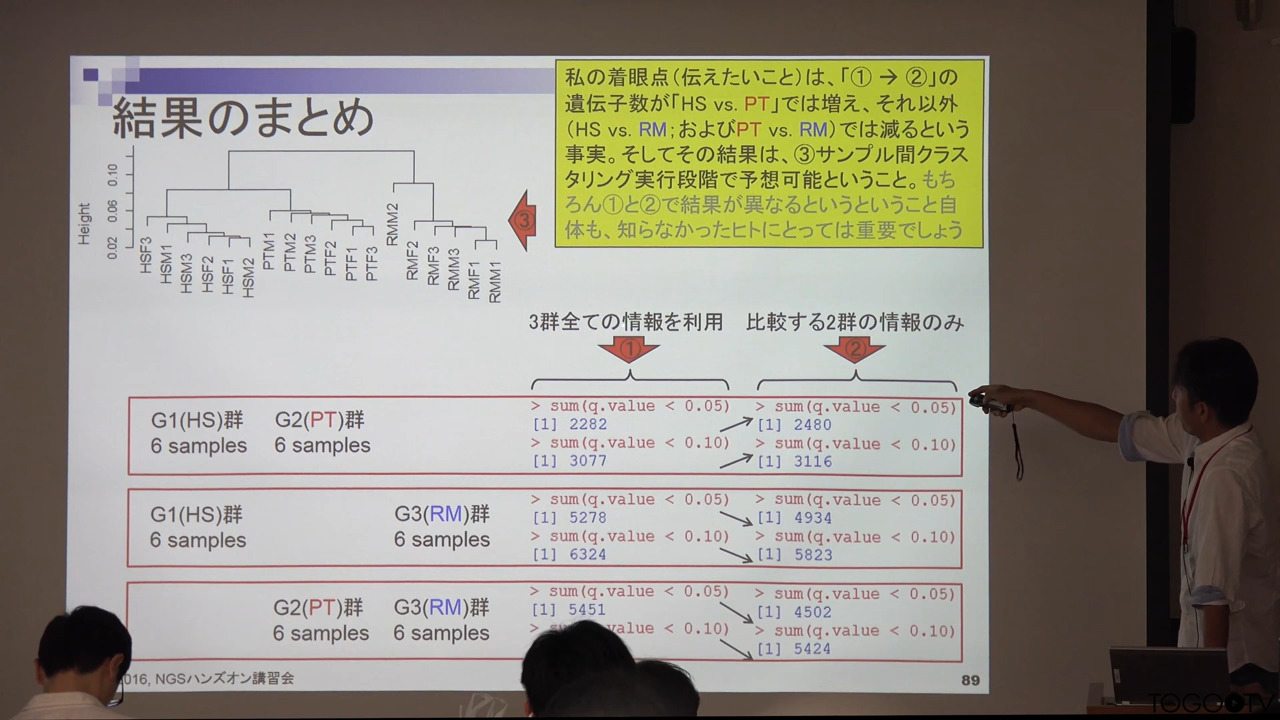 結果のまとめ
私の着眼点(伝えたいこと)は、「① → ②」の
遺伝子数が「HS vs. PT」では増え、それ以外
(HS vs. RM；およびPT vs. RM)では減るという
事実。そしてその結果は、③サンプル間クラス
タリング実行段階で予想可能ということ。もち
ろん①と②で結果が異なるというということ自
体も、知らなかったヒトにとっては重要でしょう
Height
0.02 0.06 0.10
HSF3 HSM1 HSM3 HSF2 HSF1 HSM2 PTM1 PTM2 PTM3 PTF2 PTF1 PTF3 RMM2 RMF2 RMF3 RMM3 RMF1 RMM1
③
3群全ての情報を利用 比較する2群の情報のみ
① ②
G1(HS)群 G2(PT)群
6 samples 6 samples
> sum(q.value < 0.05) > sum(q.value < 0.05)
[1] 2282 [1] 2480
> sum(q.value < 0.10) > sum(q.value < 0.10)
[1] 3077 [1] 3116
G1(HS)群 G3(RM)群
6 samples 6 samples
> sum(q.value < 0.05) > sum(q.value < 0.05)
[1] 5278 [1] 4934
> sum(q.value < 0.10) > sum(q.value < 0.10)
[1] 6324 [1] 5823
G2(PT)群 G3(RM)群
6 samples 6 samples
> sum(q.value < 0.05) > sum(q.value < 0.05)
[1] 5451 [1] 4502
> sum(q.value < 0.10) > sum(q.value < 0.10)
[1] 5424
2016, NGSハンズオン講習会
89
TOGOTV